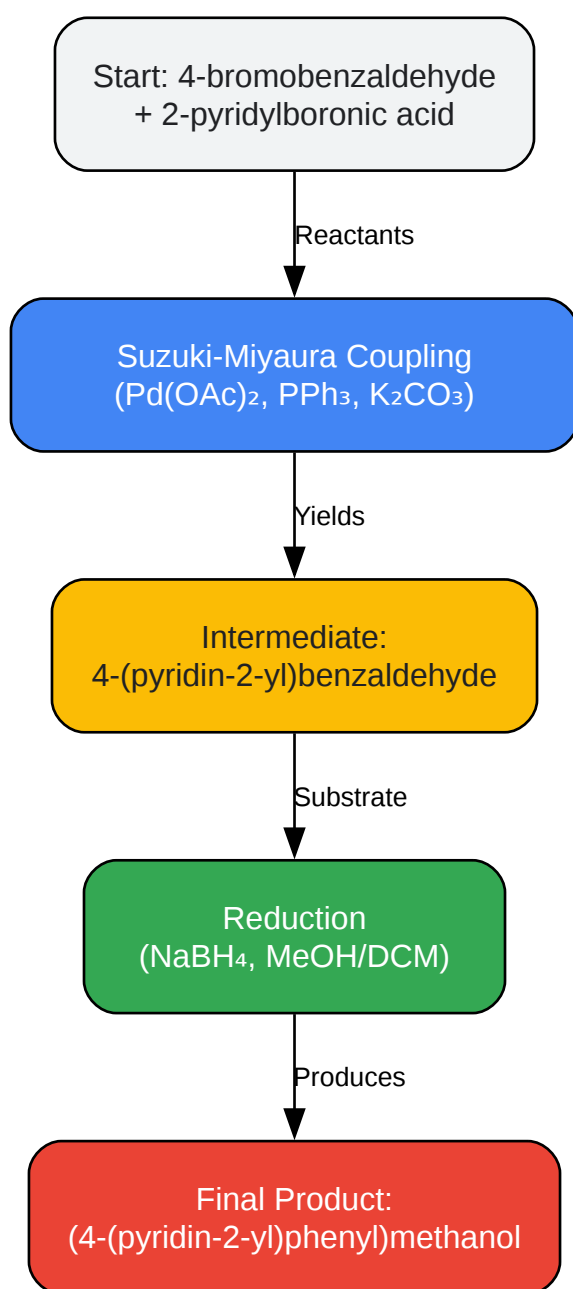 Start: 4-bromobenzaldehyde
+ 2-pyridylboronic acid
Reactants
Suzuki-Miyaura Coupling
(Pd(OAc)₂, PPh₃, K₂CO₃)
Yields
Intermediate:
4-(pyridin-2-yl)benzaldehyde
Substrate
Reduction
(NaBH₄, MeOH/DCM)
Produces
Final Product:
(4-(pyridin-2-yl)phenyl)methanol